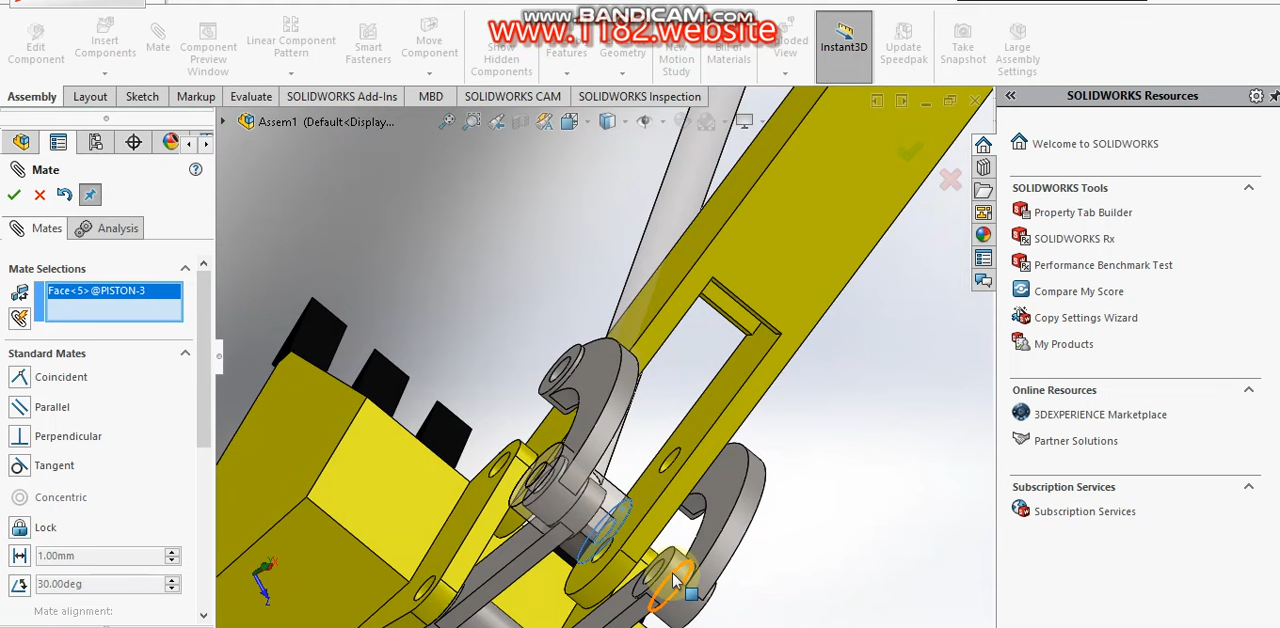 www.BANDICAM.com
www.1182.website
Edit Component
Insert Components
Mate
Component Preview Window
Linear Component Pattern
Smart Fasteners
Move Component
Show Hidden Components
Features
Geometry
New Motion Study
Bill of Materials
Exploded View
Instant3D
Update Speedpak
Take Snapshot
Large Assembly Settings
Assembly
Layout
Sketch
Markup
Evaluate
SOLIDWORKS Add-Ins
MBD
SOLIDWORKS CAM
SOLIDWORKS Inspection
SOLIDWORKS Resources
Assem1 (Default<Display...
Mate
Mates
Analysis
Mate Selections
Face<5>@PISTON-3
Standard Mates
Coincident
Parallel
Perpendicular
Tangent
Concentric
Lock
1.00mm
30.00deg
Mate alignment:
Welcome to SOLIDWORKS
SOLIDWORKS Tools
Property Tab Builder
SOLIDWORKS Rx
Performance Benchmark Test
Compare My Score
Copy Settings Wizard
My Products
Online Resources
3DEXPERIENCE Marketplace
Partner Solutions
Subscription Services
Subscription Services